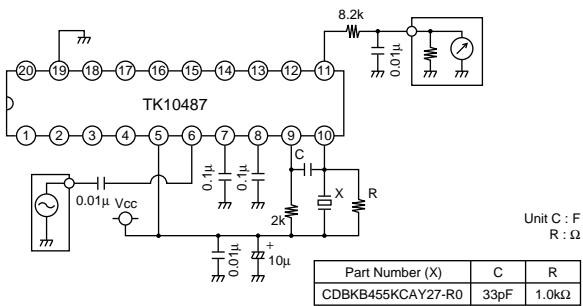 8.2k
0.01μ
20 19 18 17 16 15 14 13 12 11
TK10487
1 2 3 4 5 6 7 8 9 10
C
0.1μ
0.1μ
X
R
0.01μ
Vcc
2k
0.01μ
+
10μ
Unit C : F
R : Ω
Part Number (X) C R
CDBKB455KCAY27-R0 33pF 1.0kΩ